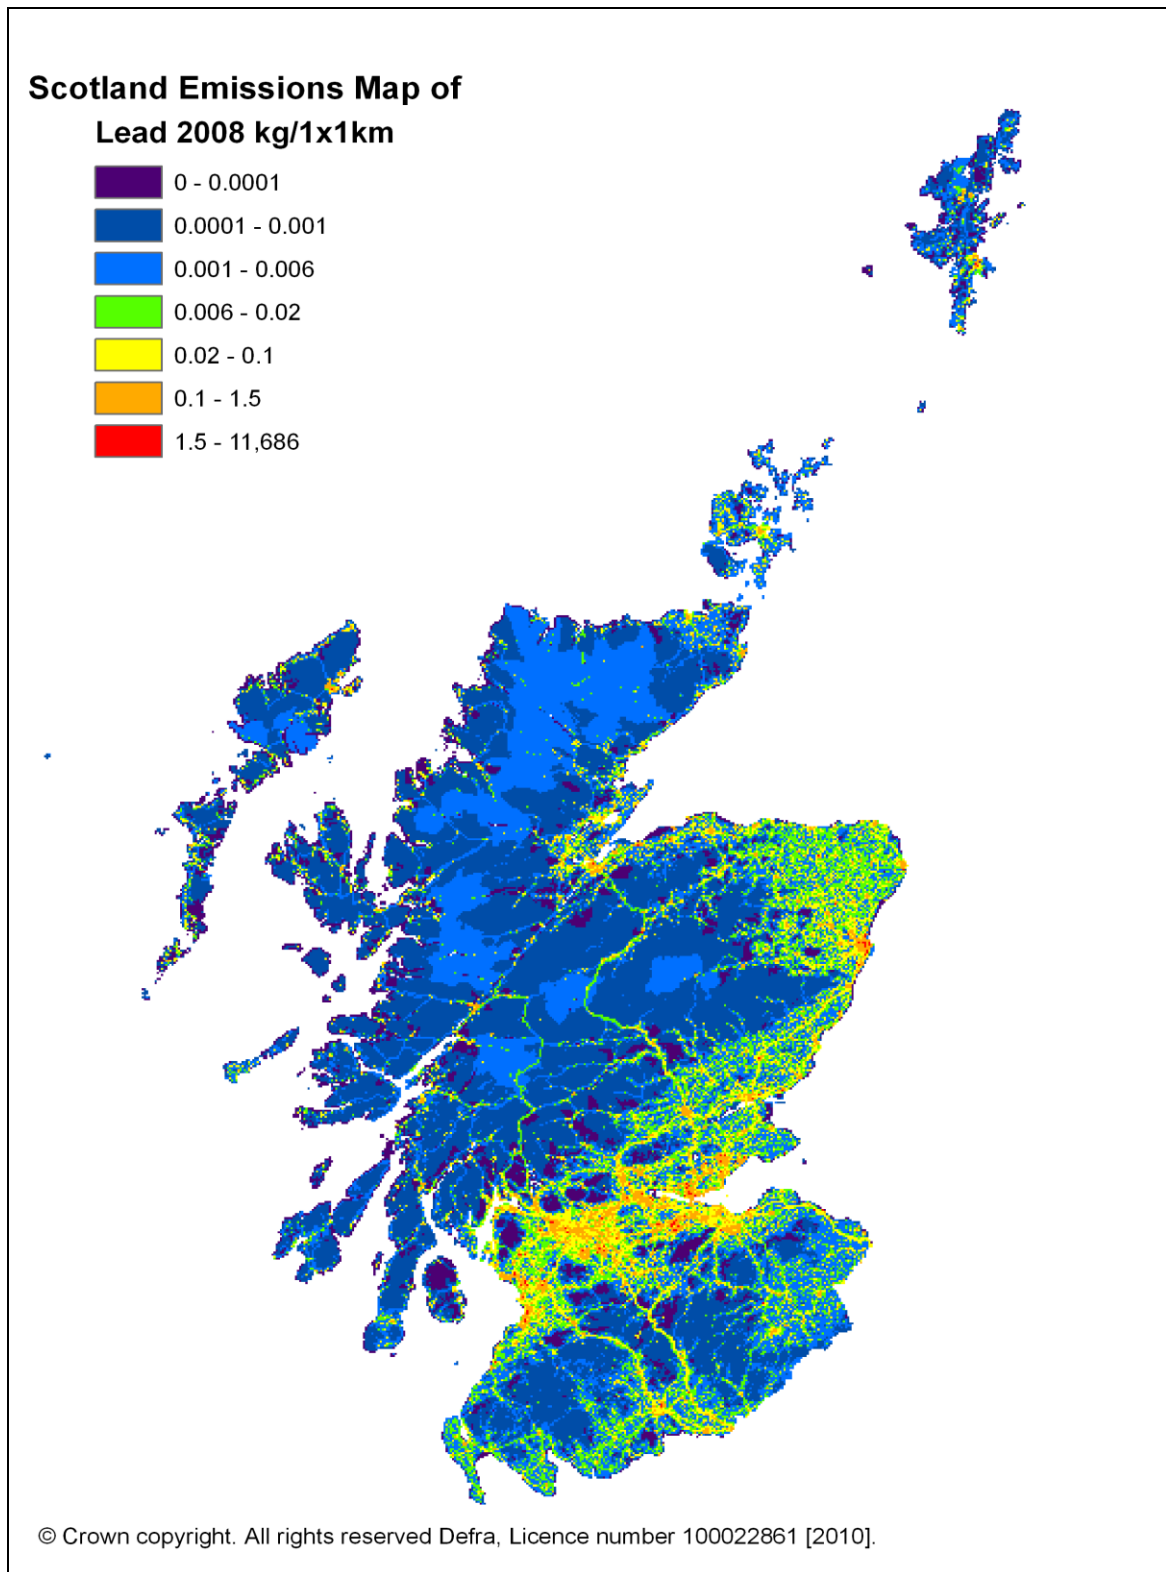 Scotland Emissions Map of
Lead 2008 kg/1x1km
0 - 0.0001
0.0001 - 0.001
0.001 - 0.006
0.006 - 0.02
0.02 - 0.1
0.1 - 1.5
1.5 - 11,686
© Crown copyright. All rights reserved Defra, Licence number 100022861 [2010].